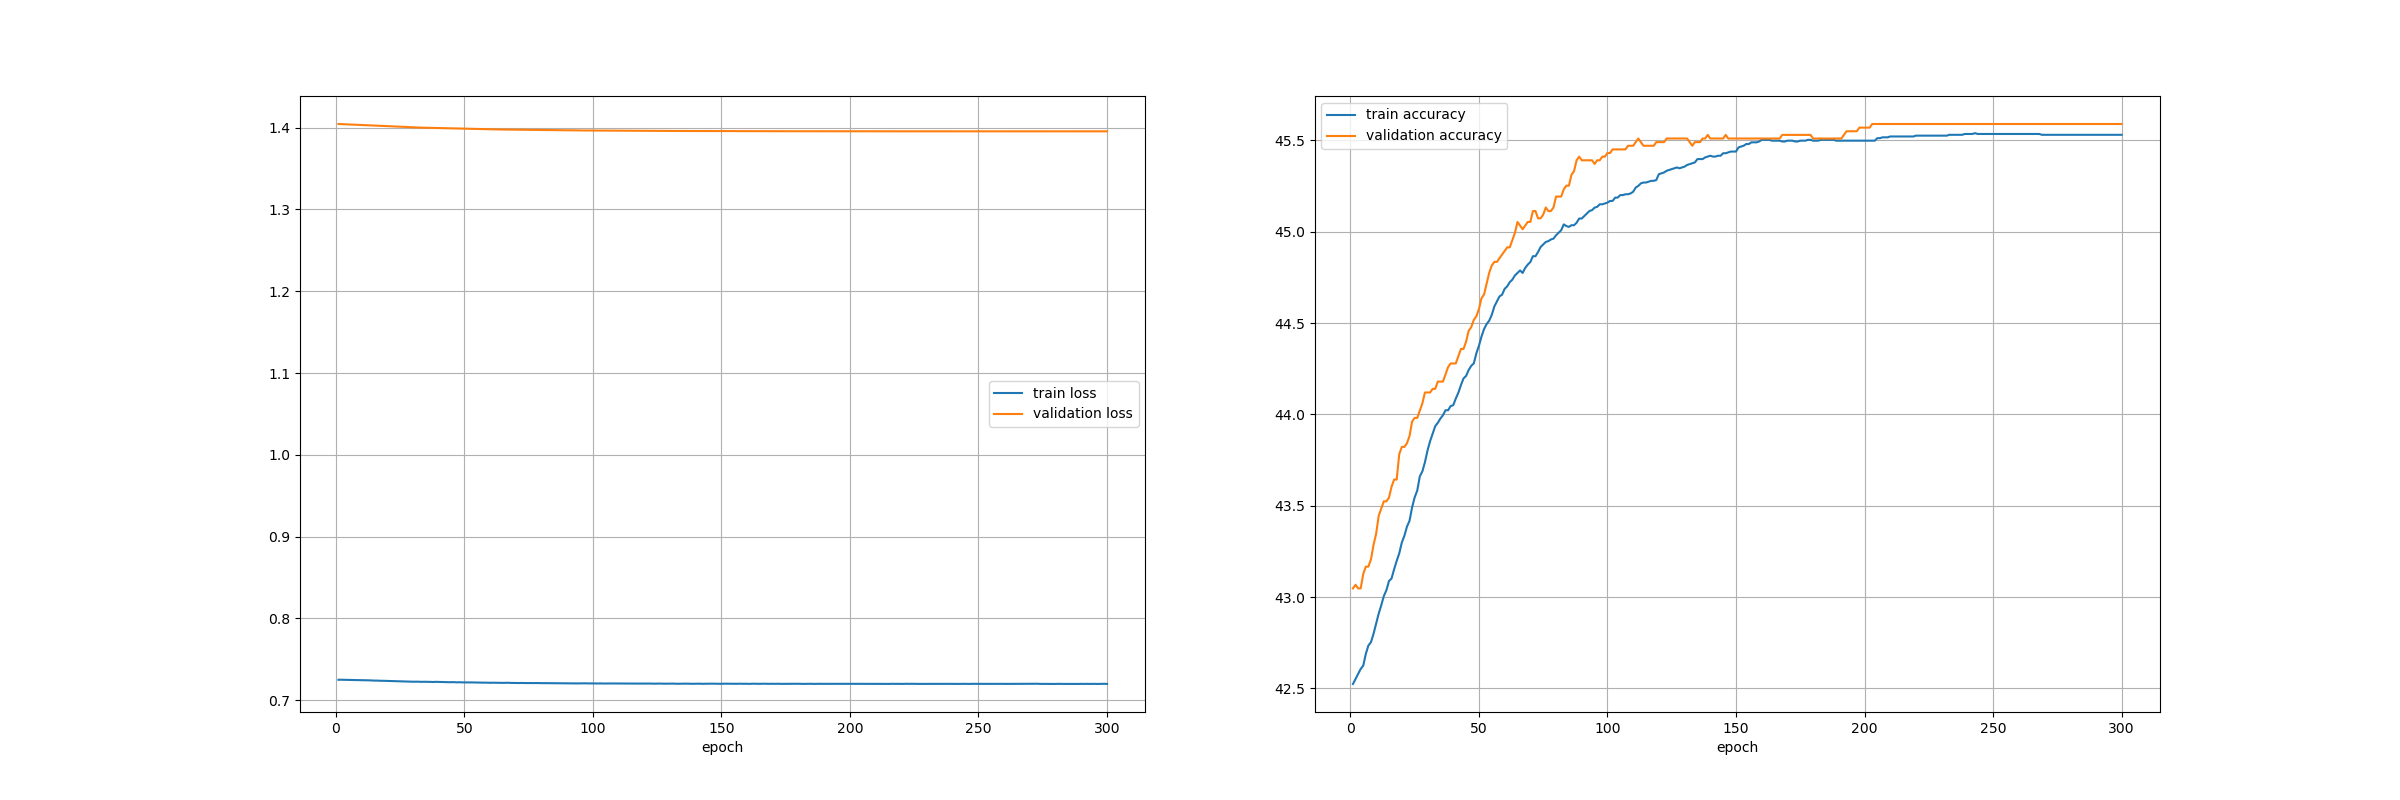 1.4
1.3
1.2
1.1
1.0
0.9
0.8
0.7
0 50 100 150 200 250 300
epoch
train loss
validation loss
train accuracy
validation accuracy
45.5
45.0
44.5
44.0
43.5
43.0
42.5
0 50 100 150 200 250 300
epoch